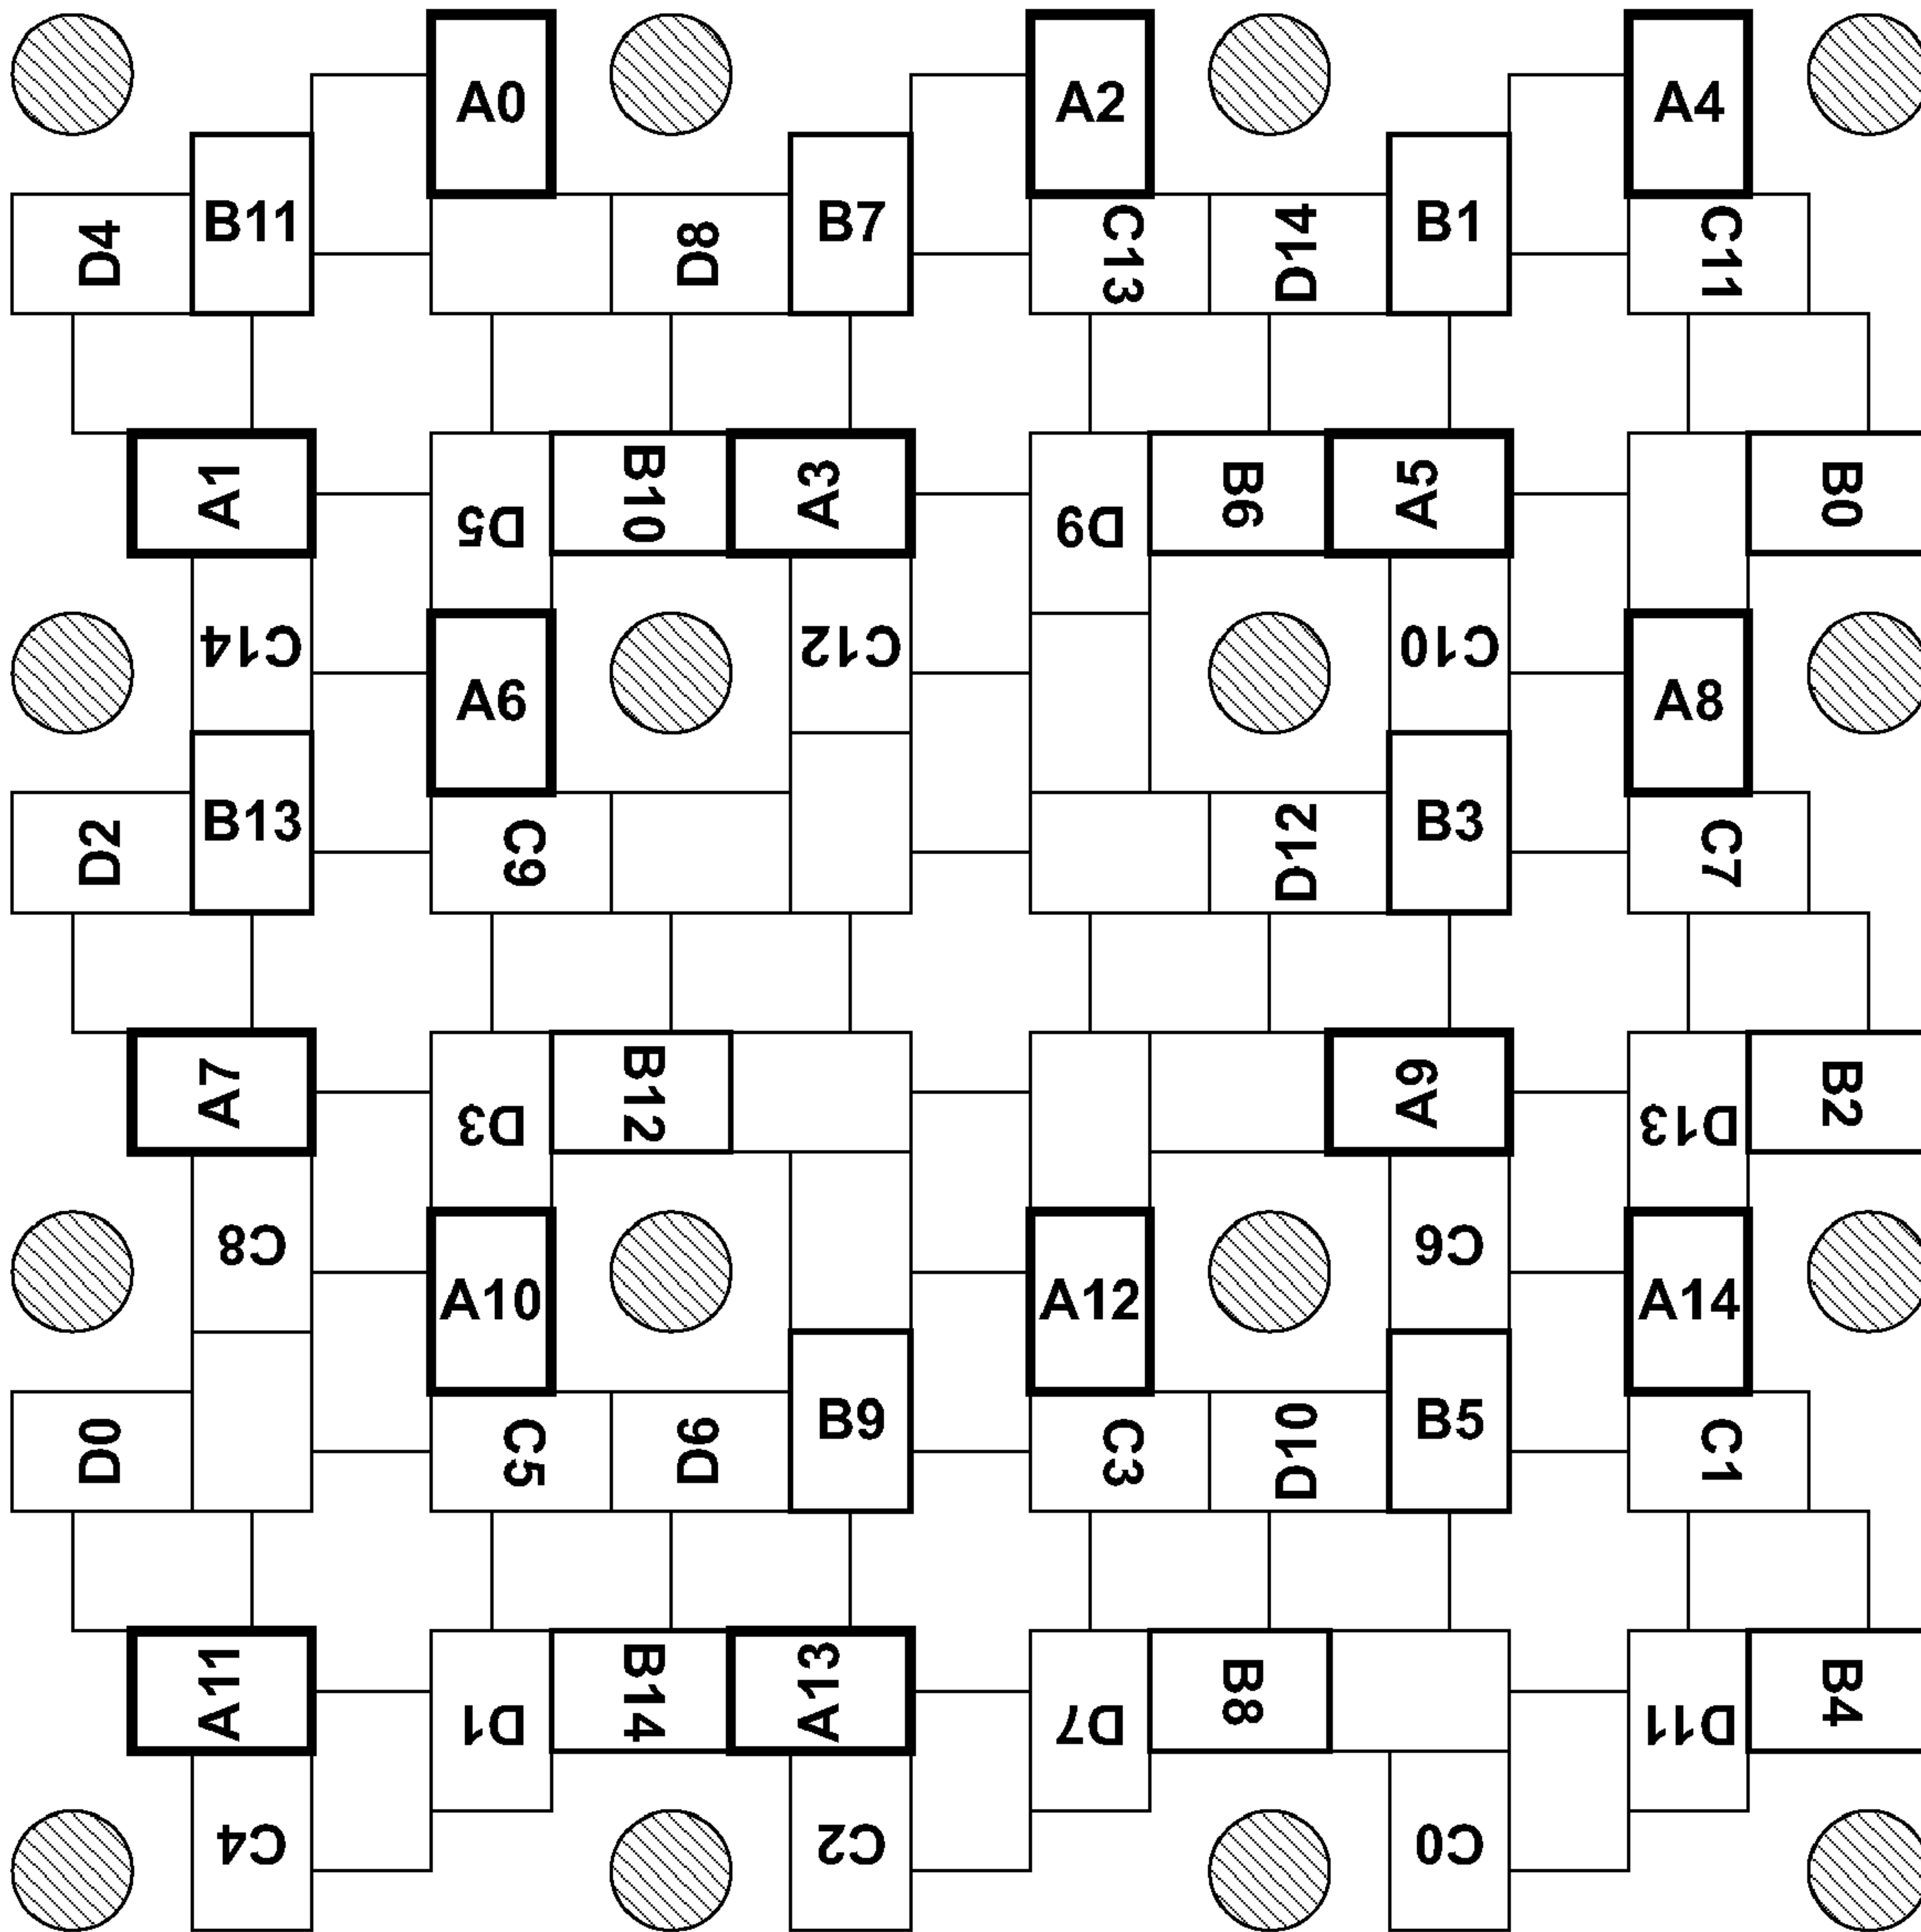 A0 A2 A4
B11 B7 B1
D4 D8 C13 D14 C11
A1 D5 B10 A3 D9 B6 A5 B0
C14 A6 C12 C10 A8
D2 B13 C9 D12 B3 C7
A7 D3 B12 A9 D13 B2
C8 A10 A12 C6 A14
D0 C5 D6 B9 C3 D10 B5 C1
A11 D1 B14 A13 D7 B8 D11 B4
C4 C2 C0